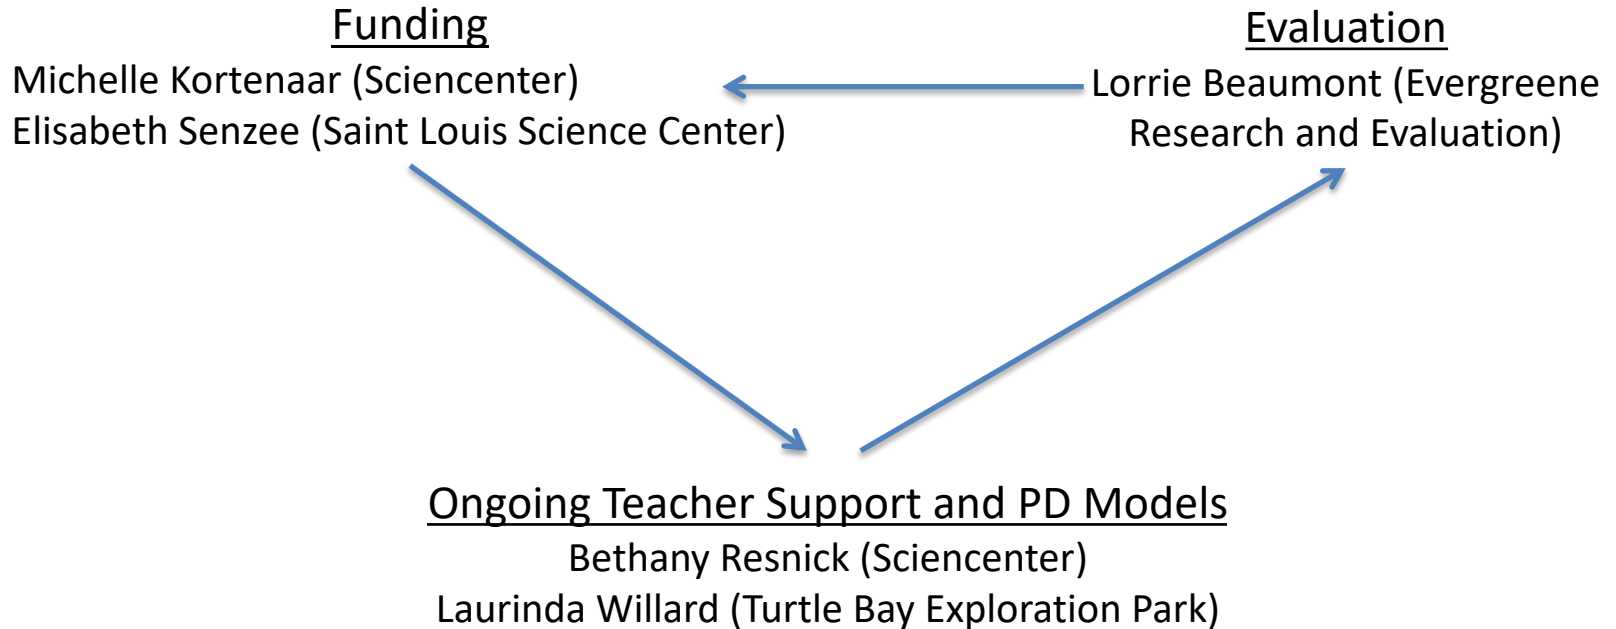 Funding
Michelle Kortenaar (Sciencenter)
Elisabeth Senzee (Saint Louis Science Center)
Evaluation
Lorrie Beaumont (Evergreene
Research and Evaluation)
Ongoing Teacher Support and PD Models
Bethany Resnick (Sciencenter)
Laurinda Willard (Turtle Bay Exploration Park)